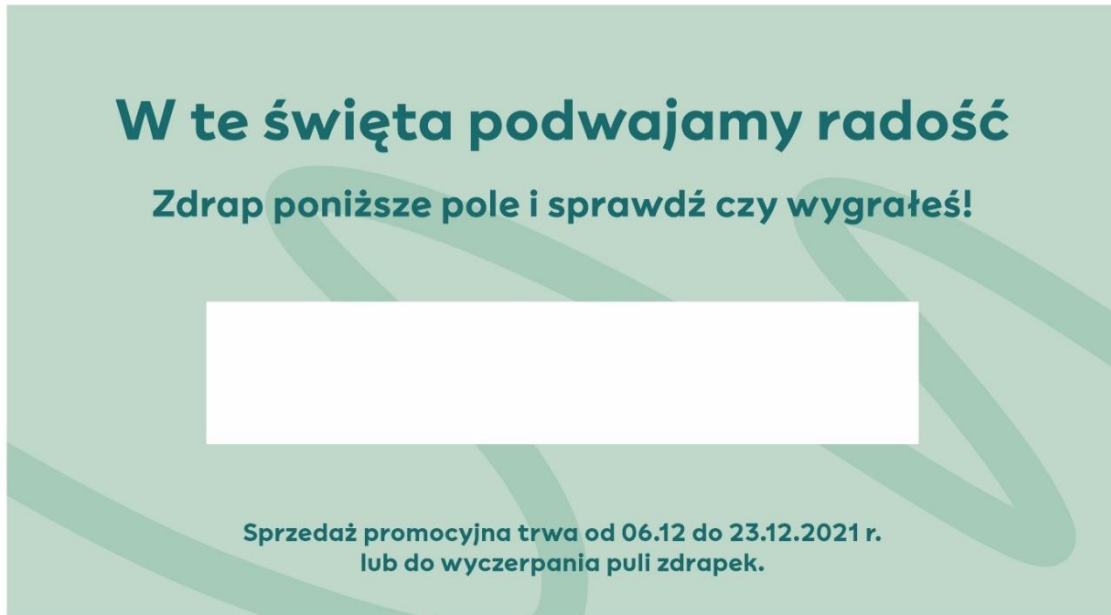 W te święta podwajamy radość
Zdrap poniższe pole i sprawdź czy wygrałeś!
Sprzedaż promocyjna trwa od 06.12 do 23.12.2021 r.
lub do wyczerpania puli zdrapek.